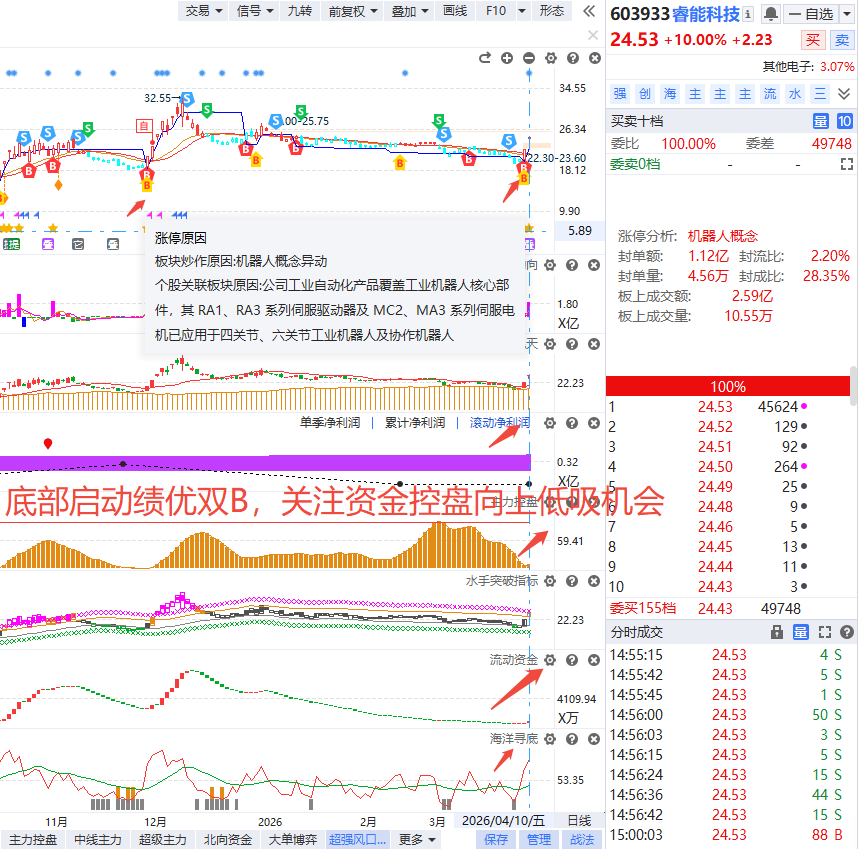 交易 信号 九转 前复权 叠加 画线 F10 形态
603933睿能科技 自选
24.53 +10.00% +2.23 买 卖
其他电子: 3.07%
强 创 海 主 主 主 流 水 三
买卖十档 量 10
委比 100.00% 委差 49748
委卖0档 - -
34.55
26.34
18.12
9.90
5.89
32.55
自
.00-25.75
22.30-23.60
涨停分析: 机器人概念
封单额: 1.12亿 封流比: 2.20%
封单量: 4.56万 封成比: 28.35%
板上成交额: 2.59亿
板上成交量: 10.55万
涨停原因
板块炒作原因:机器人概念异动
个股关联板块原因:公司工业自动化产品覆盖工业机器人核心部
件，其 RA1、RA3 系列伺服驱动器及 MC2、MA3 系列伺服电
机已应用于四关节、六关节工业机器人及协作机器人
向
1.80
X亿
天
22.23
单季净利润 | 累计净利润 | 滚动净利润
0.32
X亿
底部启动绩优双B，关注资金控盘向上低吸机会
主力控盘
59.41
水手突破指标
22.23
流动资金
4109.94
X万
海洋寻底
53.35
11月 12月 2026 2月 3月 2026/04/10/五 日线
主力控盘 中线主力 超级主力 北向资金 大单博弈 超强风口... 更多 保存 管理 战法
100%
1 24.53 45624
2 24.52 129
3 24.51 92
4 24.50 264
5 24.49 25
6 24.48 9
7 24.46 5
8 24.45 13
9 24.44 11
10 24.43 3
委买155档 24.43 49748
分时成交 量
14:55:15 24.53 4 S
14:55:42 24.53 5 S
14:55:45 24.53 1 S
14:56:00 24.53 50 S
14:56:03 24.53 3 S
14:56:15 24.53 5 S
14:56:24 24.53 15 S
14:56:36 24.53 44 S
14:56:42 24.53 15 S
15:00:03 24.53 88 B